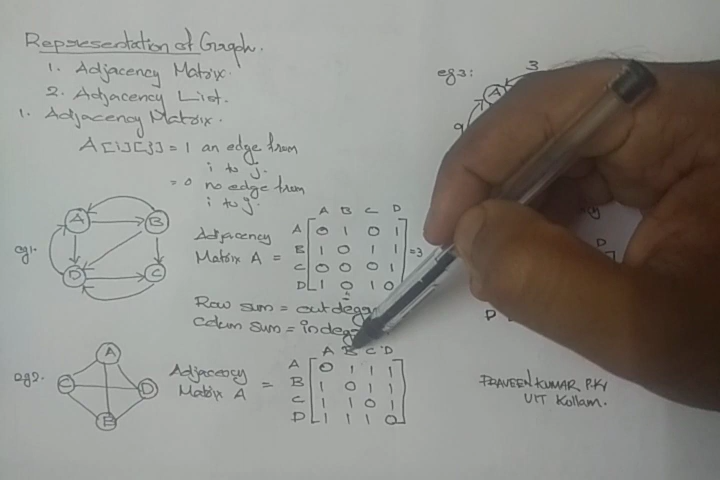 Representation of Graph.
1. Adjacency Matrix.
2. Adjacency List.
1. Adjacency Matrix.
A[i][j] = 1 an edge from
i to j.
= 0 no edge from
i to j.
eg1.
A B
D C
Adjacency
Matrix A =
A B C D
A 0 1 0 1
B 1 0 1 1 =3
C 0 0 0 1
D 1 0 1 0
Row sum = outdeg
Colum sum = indeg
eg2.
A
C D
B
Adjacency
Matrix A =
A B C D
A 0 1 1 1
B 1 0 1 1
C 1 1 0 1
D 1 1 1 0
eg3:
3
A
9
D
D
PRAVEEN KUMAR P.K,
UIT Kollam.